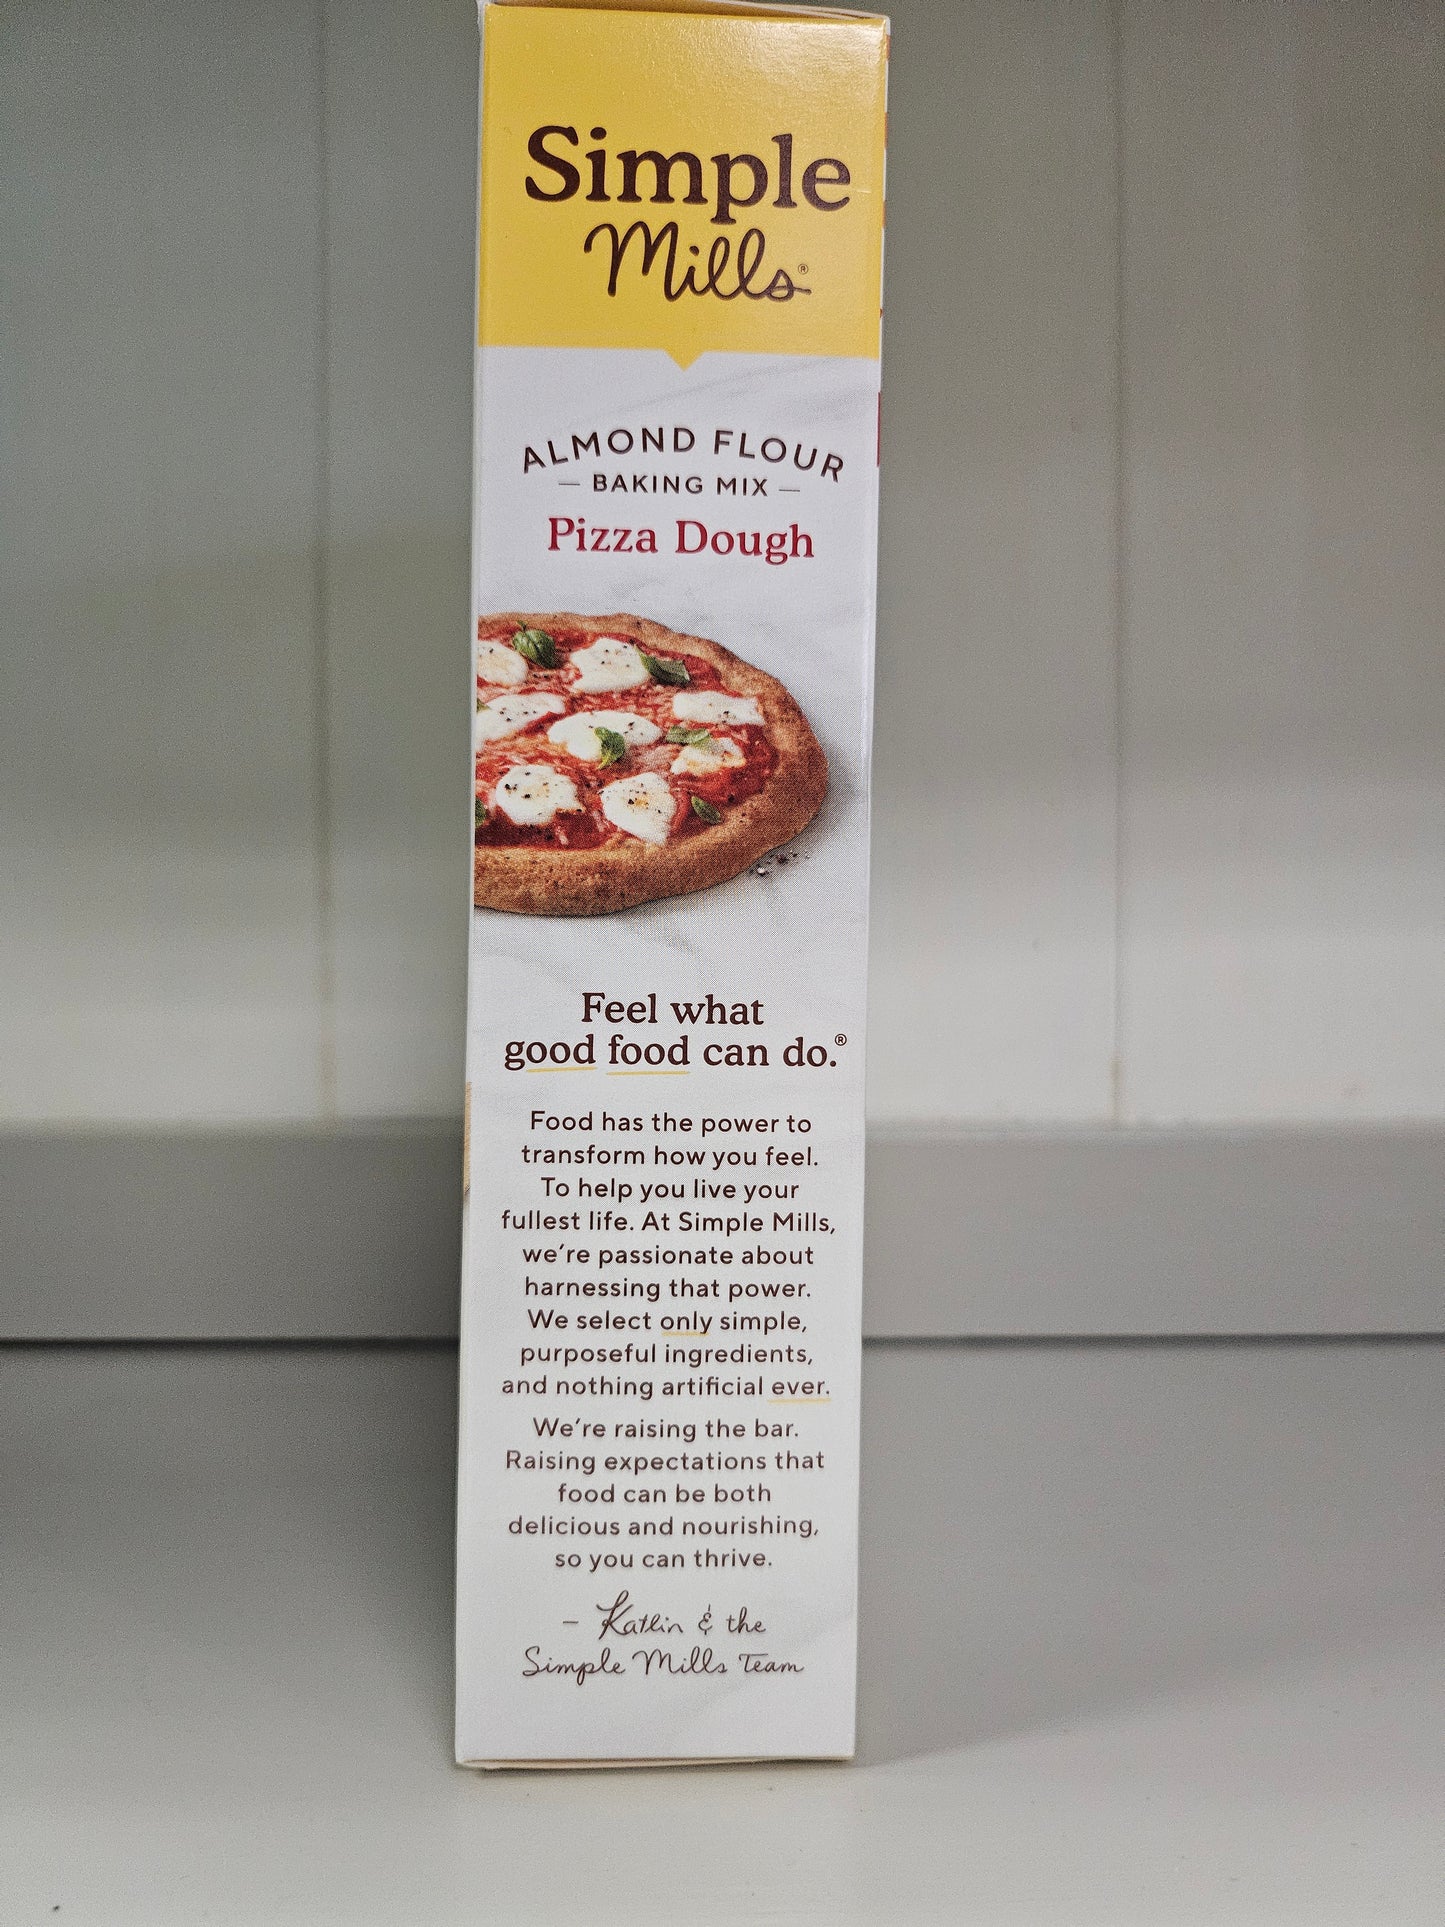 Simple
Mills®
ALMOND FLOUR
— BAKING MIX —
Pizza Dough
Feel what
good food can do.®
Food has the power to
transform how you feel.
To help you live your
fullest life. At Simple Mills,
we’re passionate about
harnessing that power.
We select only simple,
purposeful ingredients,
and nothing artificial ever.
We’re raising the bar.
Raising expectations that
food can be both
delicious and nourishing,
so you can thrive.
– Katlin & the
Simple Mills Team